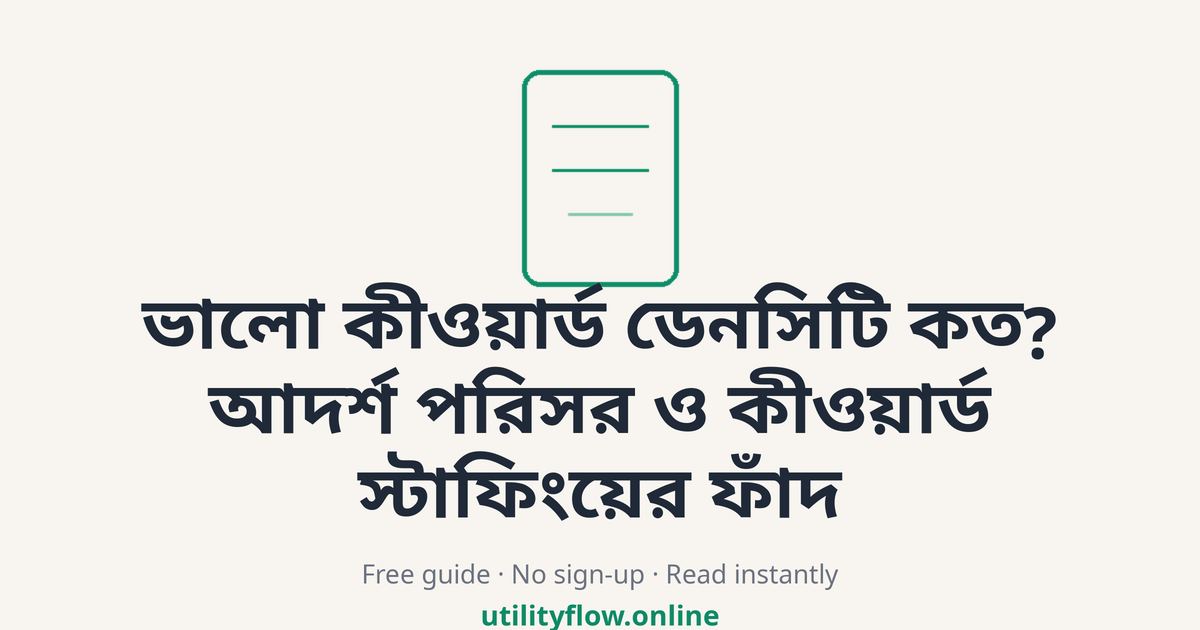 ভালো কীওয়ার্ড ডেনসিটি কত?
আদর্শ পরিসর ও কীওয়ার্ড
স্টাফিংয়ের ফাঁদ
Free guide · No sign-up · Read instantly
utilityflow.online